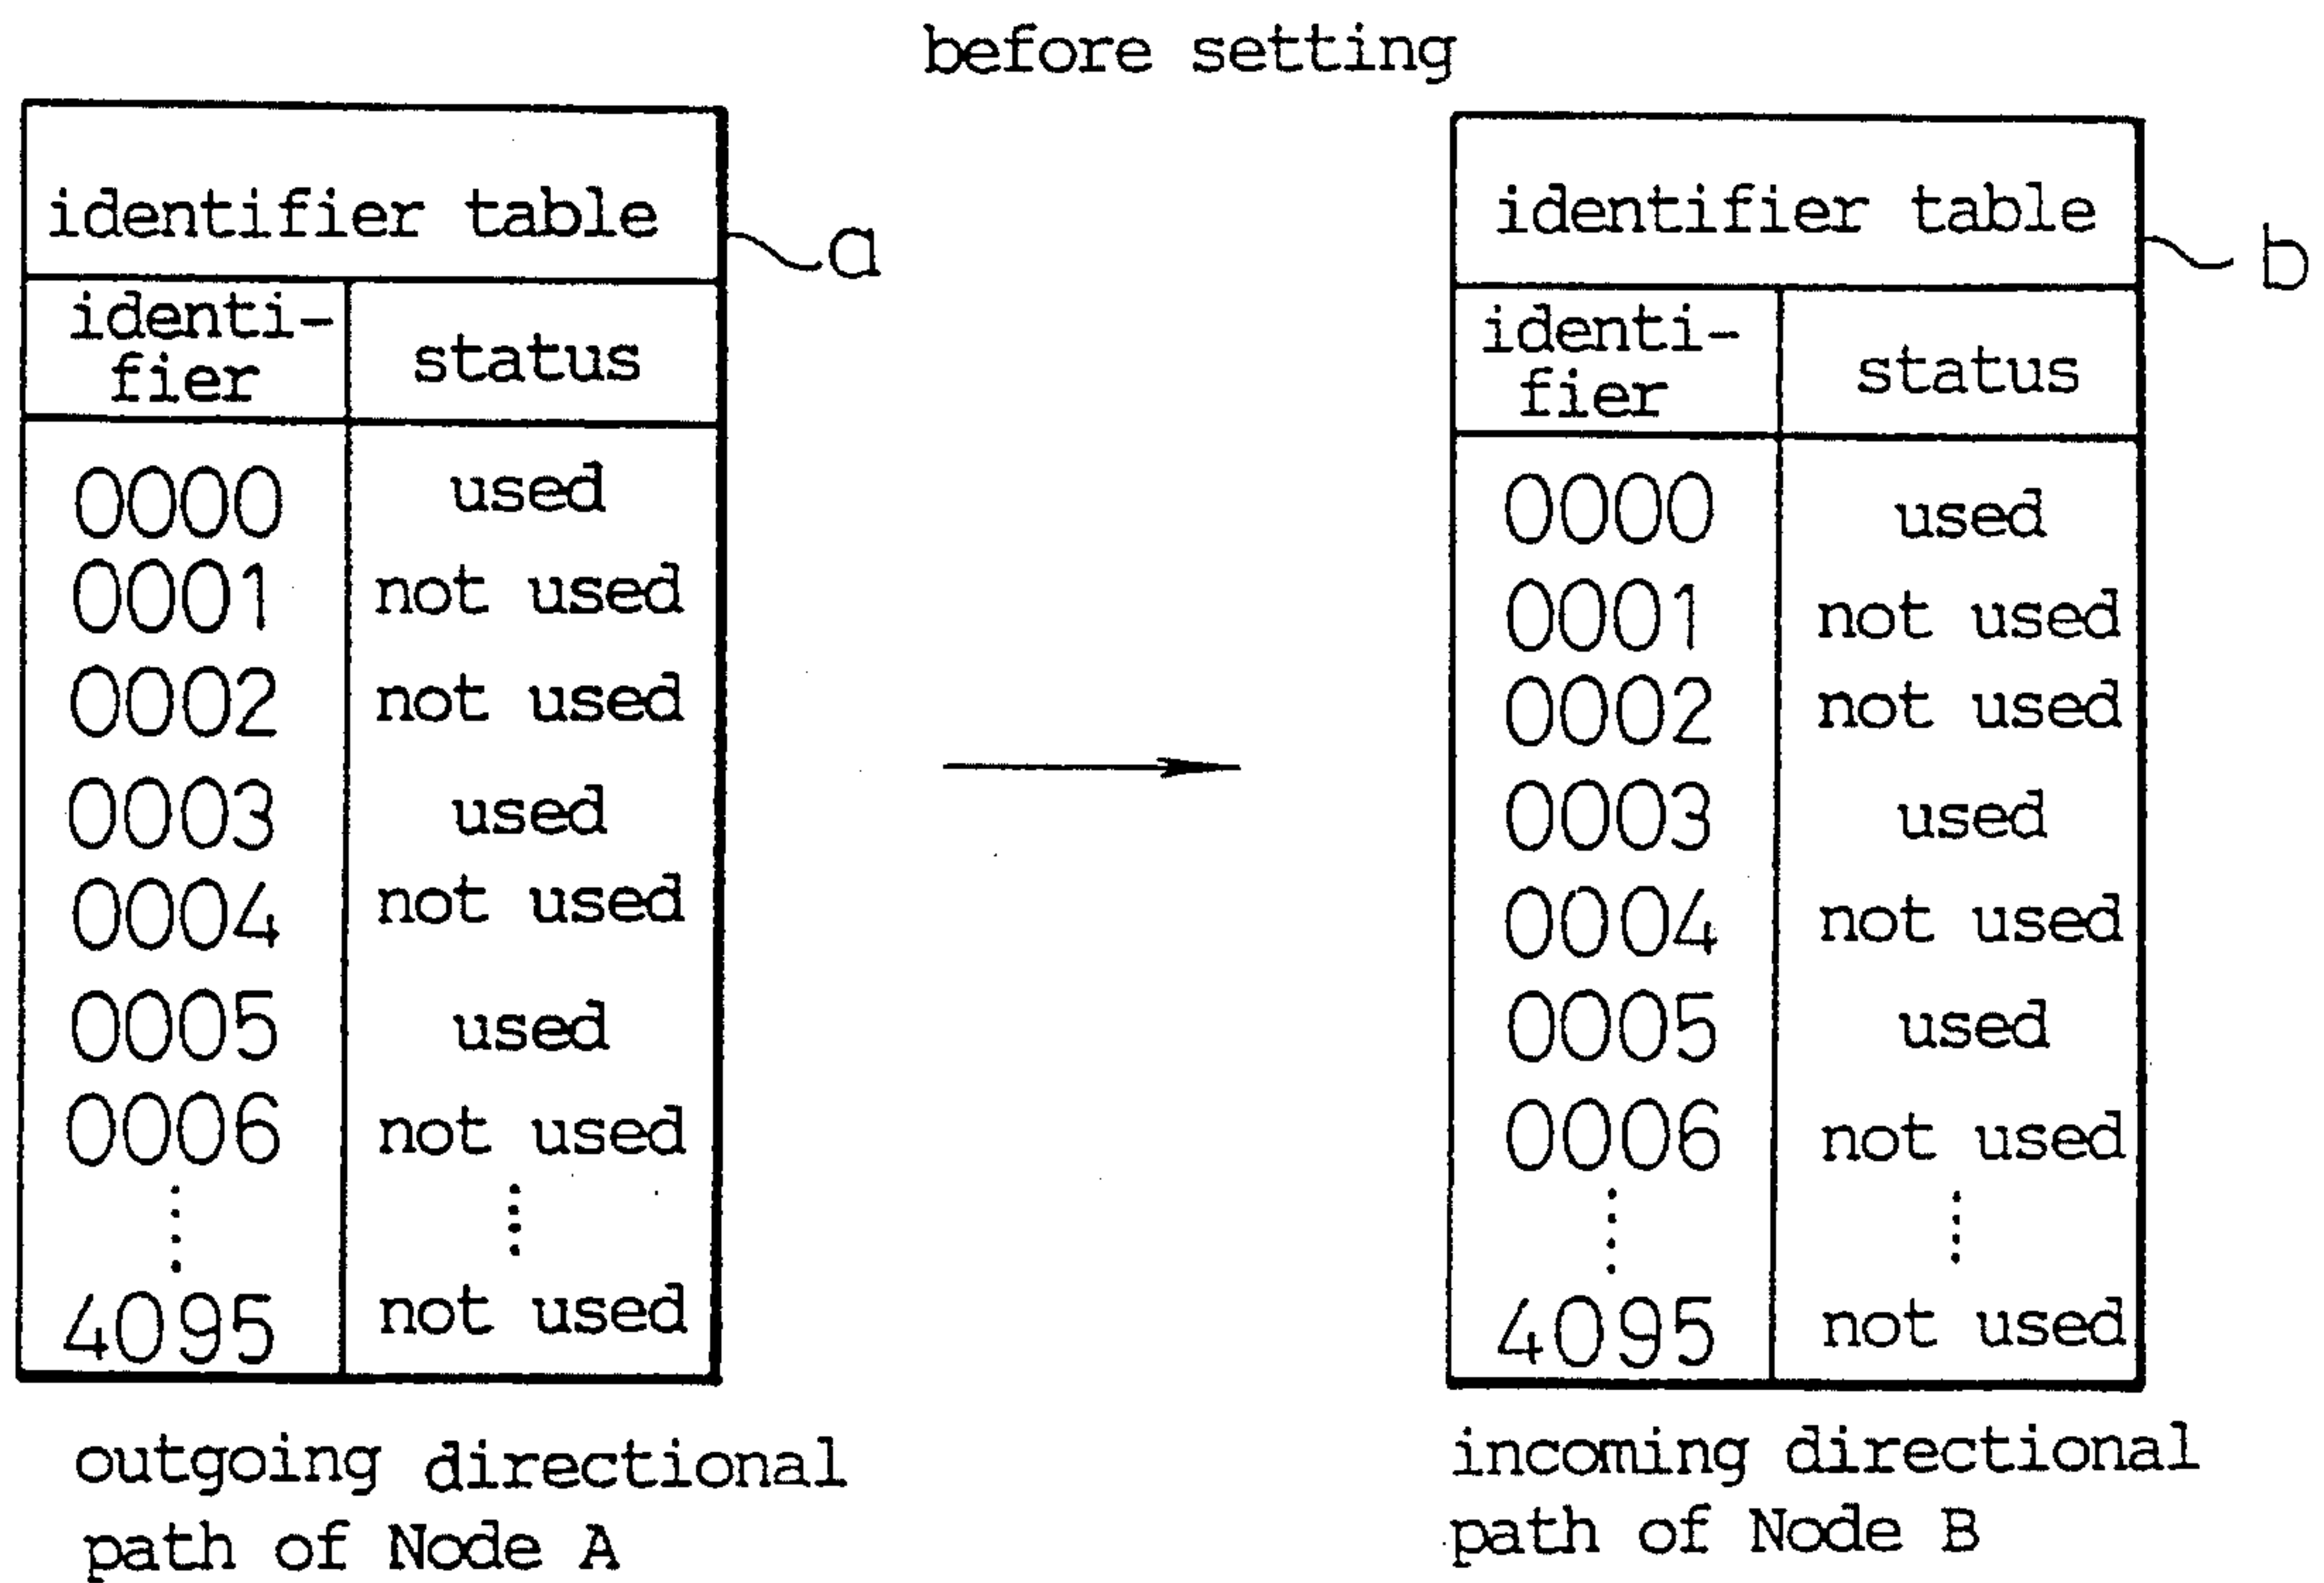 before setting
identifier table
a
identi-
fier
status
0000 used
0001 not used
0002 not used
0003 used
0004 not used
0005 used
0006 not used
4095 not used
outgoing directional
path of Node A
identifier table
b
identi-
fier
status
0000 used
0001 not used
0002 not used
0003 used
0004 not used
0005 used
0006 not used
4095 not used
incoming directional
path of Node B